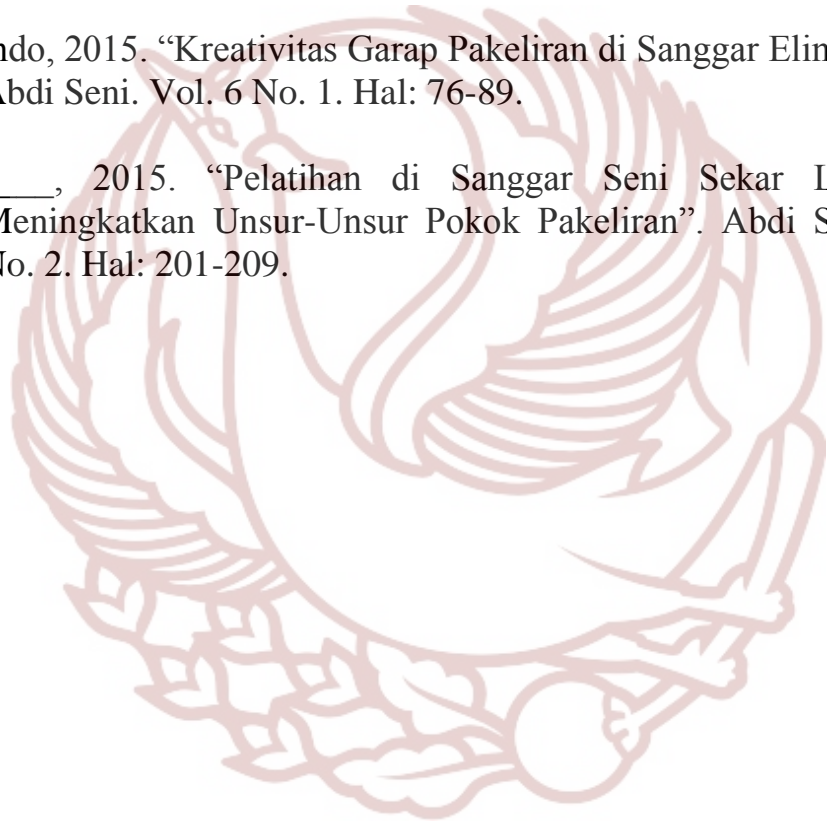 ndo, 2015. “Kreativitas Garap Pakeliran di Sanggar Elin
Abdi Seni. Vol. 6 No. 1. Hal: 76-89.
___, 2015. “Pelatihan di Sanggar Seni Sekar L
Meningkatkan Unsur-Unsur Pokok Pakeliran”. Abdi S
No. 2. Hal: 201-209.